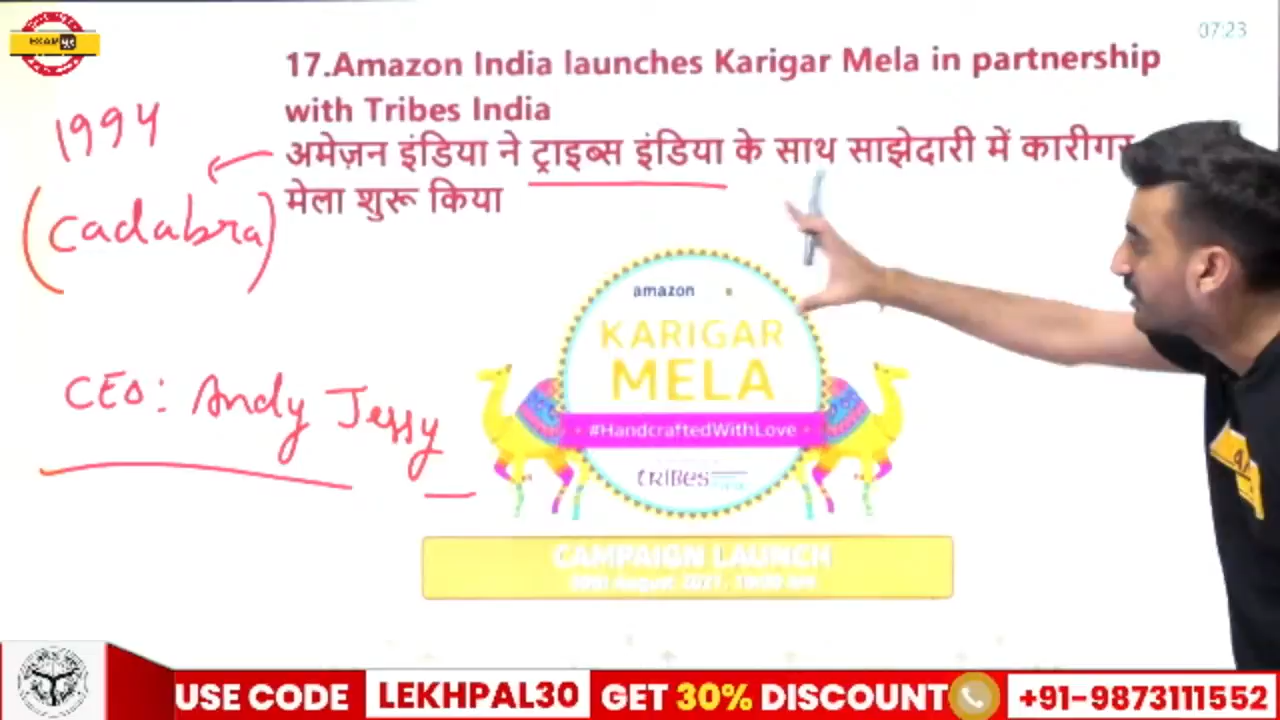 07:23
17.Amazon India launches Karigar Mela in partnership
with Tribes India
अमेज़न इंडिया ने ट्राइब्स इंडिया के साथ साझेदारी में कारीगर
मेला शुरू किया
1994
(Cadabra)
CEO: Andy Jessy
amazon
KARIGAR
MELA
#HandcraftedWithLove
TRIBES
CAMPAIGN LAUNCH
USE CODE LEKHPAL30 GET 30% DISCOUNT +91-9873111552